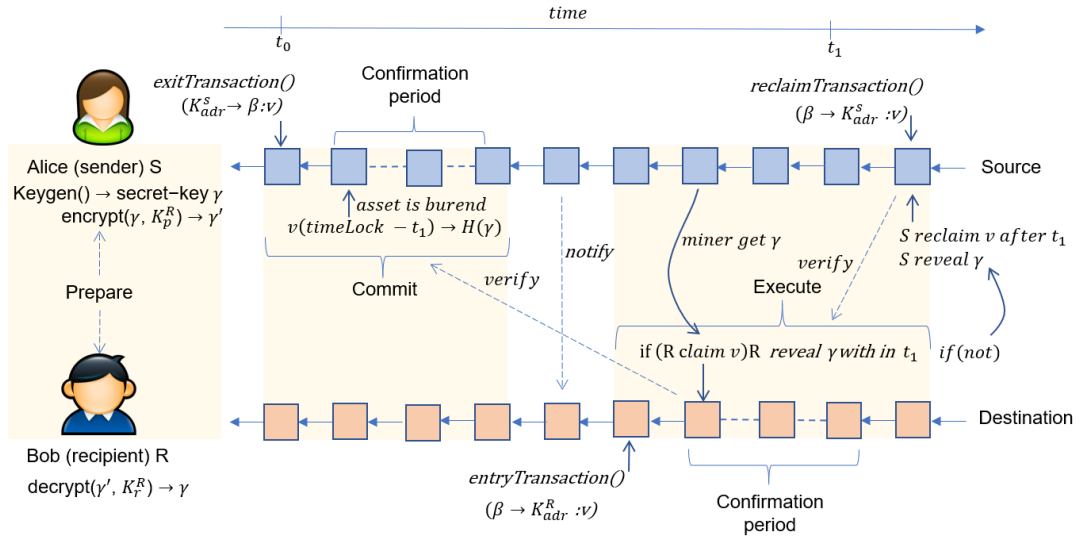 time
t₀
t₁
exitTransaction()
(K^s_adr → β:v)
Confirmation
period
reclaimTransaction()
(β → K^s_adr :v)
Alice (sender) S
Keygen() → secret−key γ
encrypt(γ, K^R_p) → γ′
Source
asset is burend
v(timeLock − t₁) → H(γ)
Commit
verify
notify
miner get γ
verify
S reclaim v after t₁
S reveal γ
Prepare
Execute
if (R claim v)R reveal γ with in t₁
if(not)
Destination
Bob (recipient) R
decrypt(γ′, K^R_r) → γ
entryTransaction()
(β → K^R_adr :v)
Confirmation
period